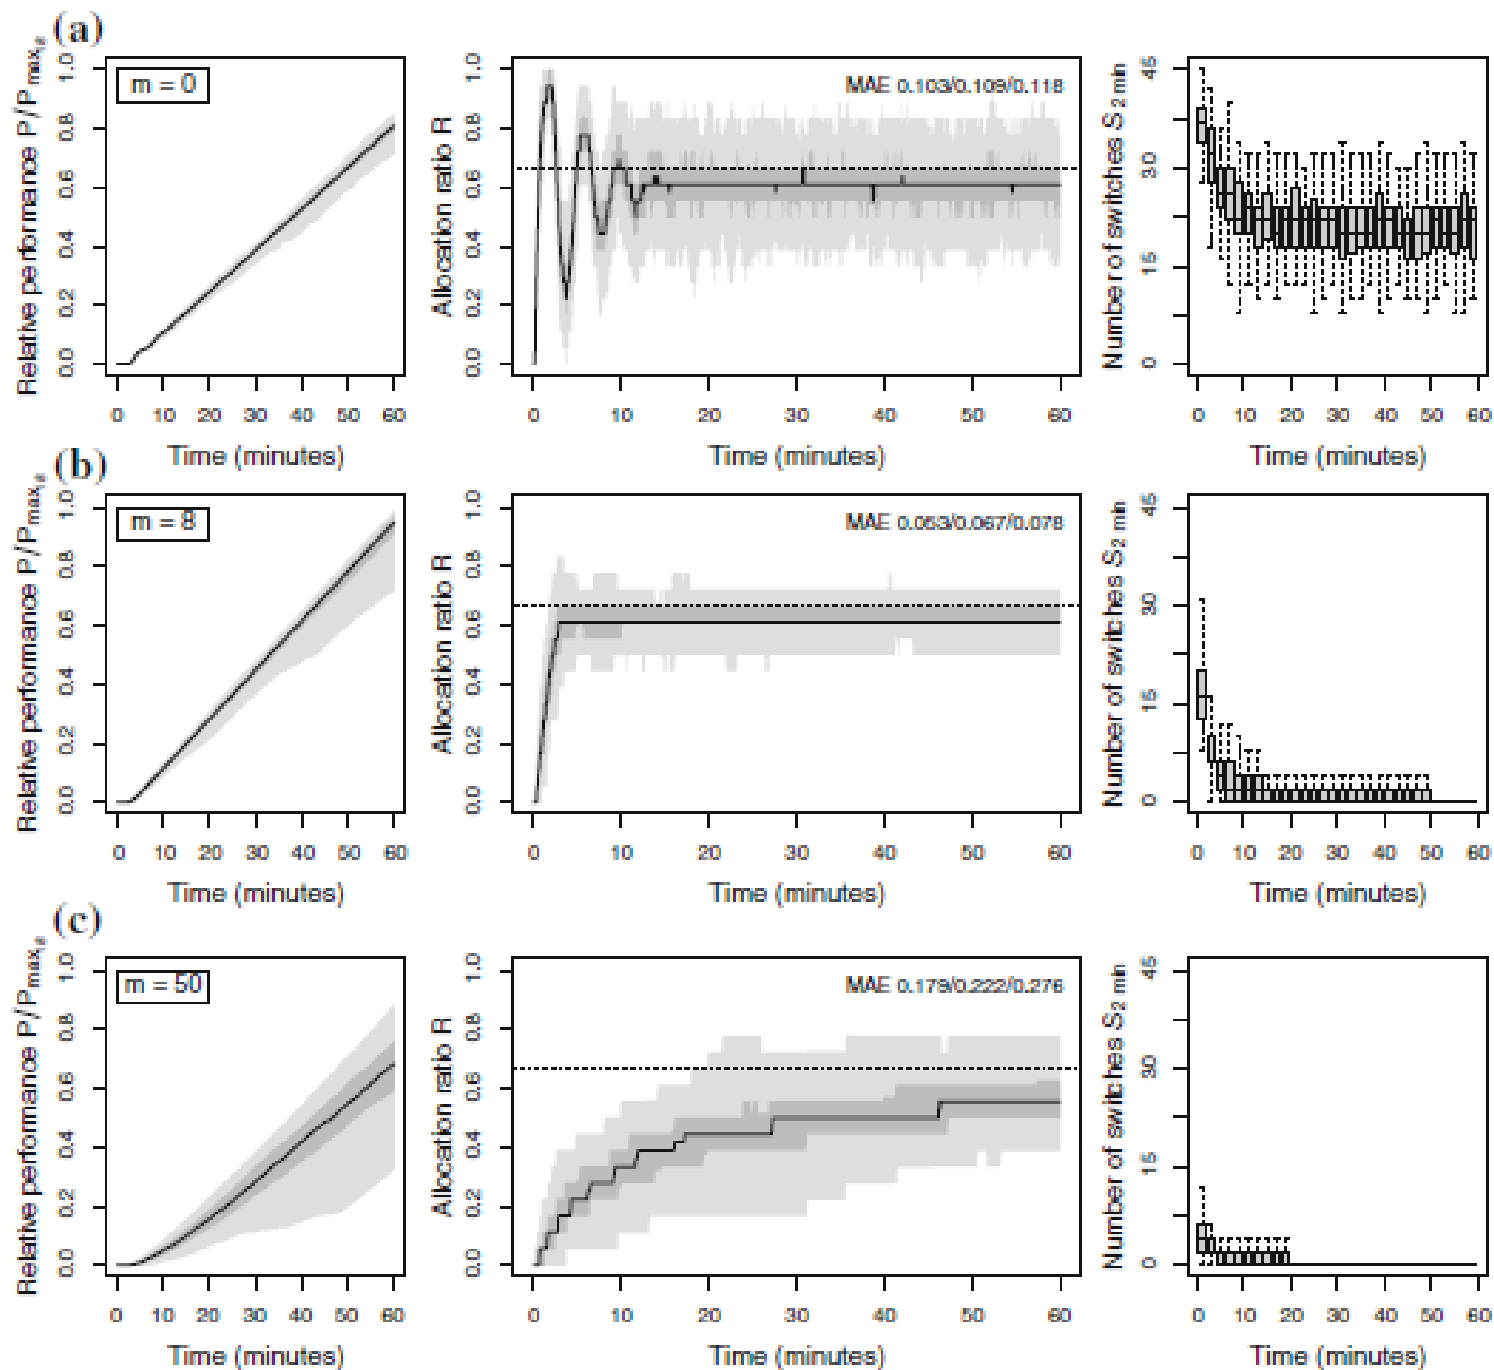 (a)
Relative performance P/Pmax
1.0
0.8
0.6
0.4
0.2
0.0
m = 0
0 10 20 30 40 50 60
Time (minutes)
Allocation ratio R
1.0
0.8
0.6
0.4
0.2
0.0
MAE 0.103/0.109/0.118
0 10 20 30 40 50 60
Time (minutes)
Number of switches S2 min
45
30
15
0
0 10 20 30 40 50 60
Time (minutes)
(b)
Relative performance P/Pmax
1.0
0.8
0.6
0.4
0.2
0.0
m = 8
0 10 20 30 40 50 60
Time (minutes)
Allocation ratio R
1.0
0.8
0.6
0.4
0.2
0.0
MAE 0.053/0.067/0.078
0 10 20 30 40 50 60
Time (minutes)
Number of switches S2 min
45
30
15
0
0 10 20 30 40 50 60
Time (minutes)
(c)
Relative performance P/Pmax
1.0
0.8
0.6
0.4
0.2
0.0
m = 50
0 10 20 30 40 50 60
Time (minutes)
Allocation ratio R
1.0
0.8
0.6
0.4
0.2
0.0
MAE 0.179/0.222/0.276
0 10 20 30 40 50 60
Time (minutes)
Number of switches S2 min
45
30
15
0
0 10 20 30 40 50 60
Time (minutes)